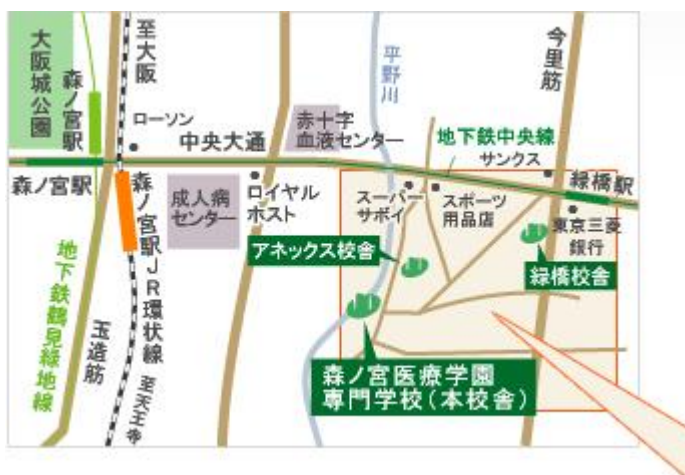 大阪城公園
森ノ宮駅
至大阪
ローソン
中央大通
赤十字
血液センター
平野川
地下鉄中央線
今里筋
サンクス
緑橋駅
森ノ宮駅
成人病
センター
ロイヤル
ホスト
スーパー
サボイ
スポーツ
用品店
東京三菱
銀行
森ノ宮駅JR環状線
アネックス校舎
緑橋校舎
地下鉄鶴見緑地線
玉造筋
至天王寺
森ノ宮医療学園
専門学校(本校舎)